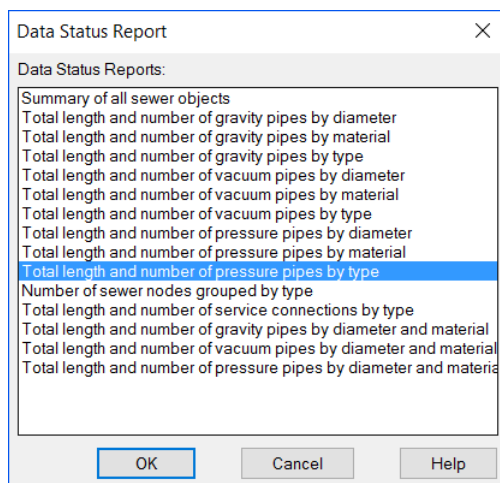 Data Status Report
Data Status Reports:
Summary of all sewer objects
Total length and number of gravity pipes by diameter
Total length and number of gravity pipes by material
Total length and number of gravity pipes by type
Total length and number of vacuum pipes by diameter
Total length and number of vacuum pipes by material
Total length and number of vacuum pipes by type
Total length and number of pressure pipes by diameter
Total length and number of pressure pipes by material
Total length and number of pressure pipes by type
Number of sewer nodes grouped by type
Total length and number of service connections by type
Total length and number of gravity pipes by diameter and material
Total length and number of vacuum pipes by diameter and material
Total length and number of pressure pipes by diameter and materia
OK Cancel Help